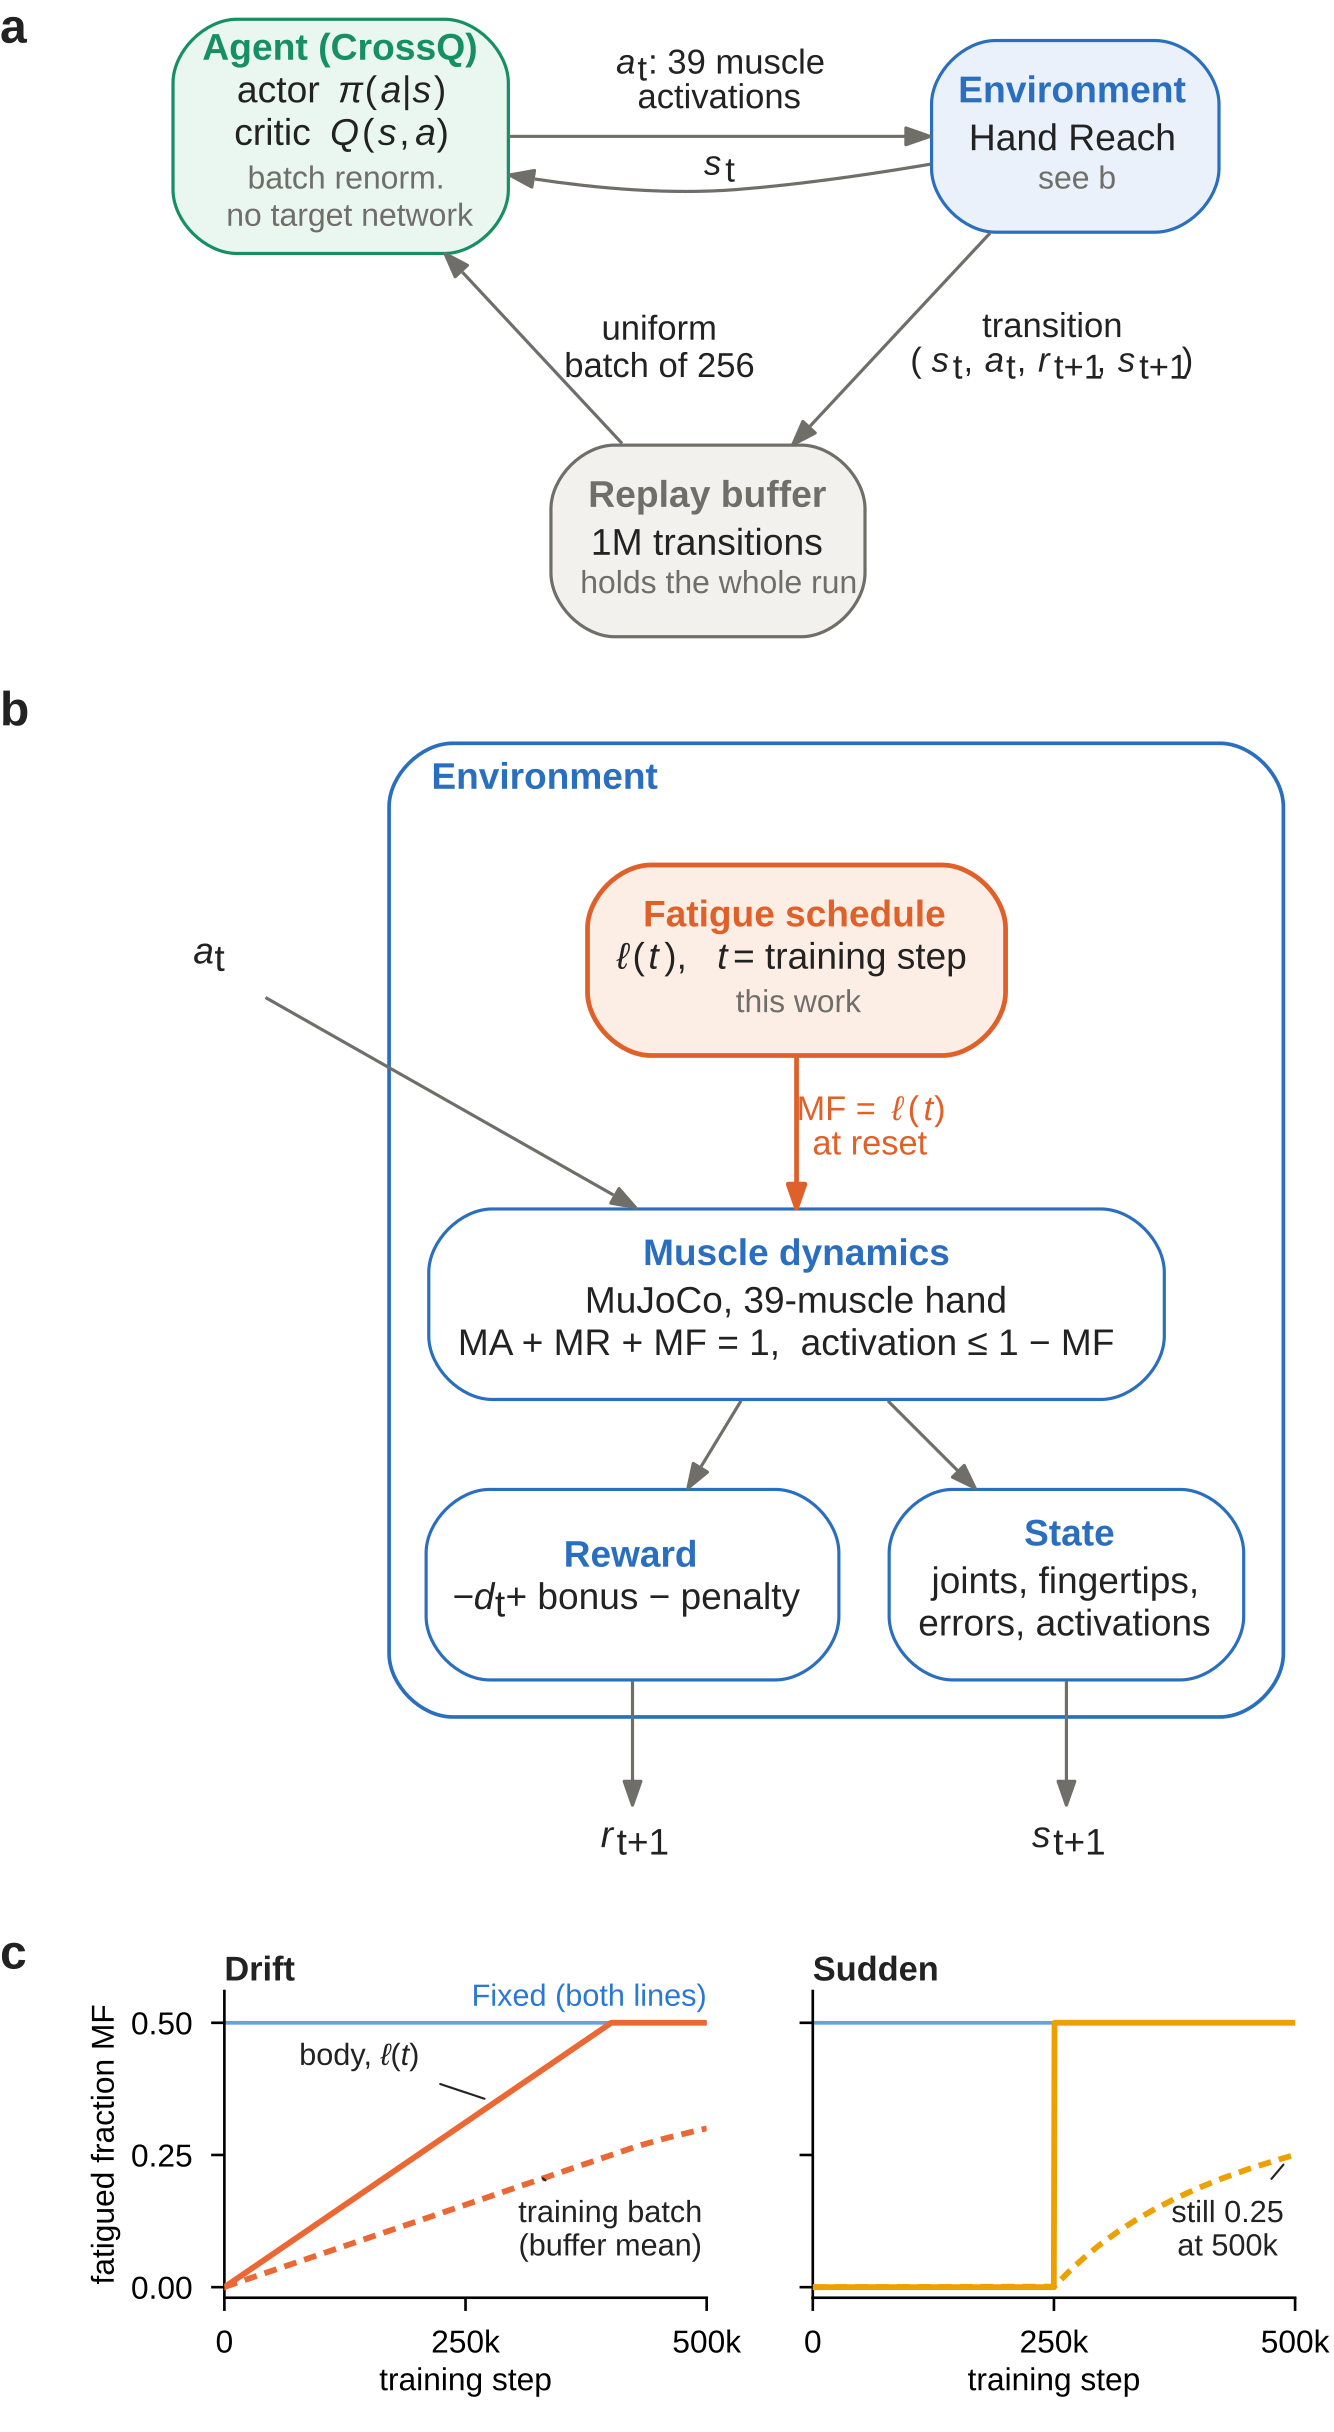 a
Agent (CrossQ)
actor π(a|s)
critic Q(s,a)
batch renorm.
no target network
at: 39 muscle
activations
st
Environment
Hand Reach
see b
uniform
batch of 256
transition
( st, at, rt+1, st+1)
Replay buffer
1M transitions
holds the whole run
b
Environment
Fatigue schedule
ℓ(t), t = training step
this work
at
MF = ℓ(t)
at reset
Muscle dynamics
MuJoCo, 39-muscle hand
MA + MR + MF = 1, activation ≤ 1 − MF
Reward
−dt+ bonus − penalty
State
joints, fingertips,
errors, activations
rt+1
st+1
c
Drift
Fixed (both lines)
body, ℓ(t)
training batch
(buffer mean)
fatigued fraction MF
0.50
0.25
0.00
0
250k
500k
training step
Sudden
still 0.25
at 500k
0
250k
500k
training step